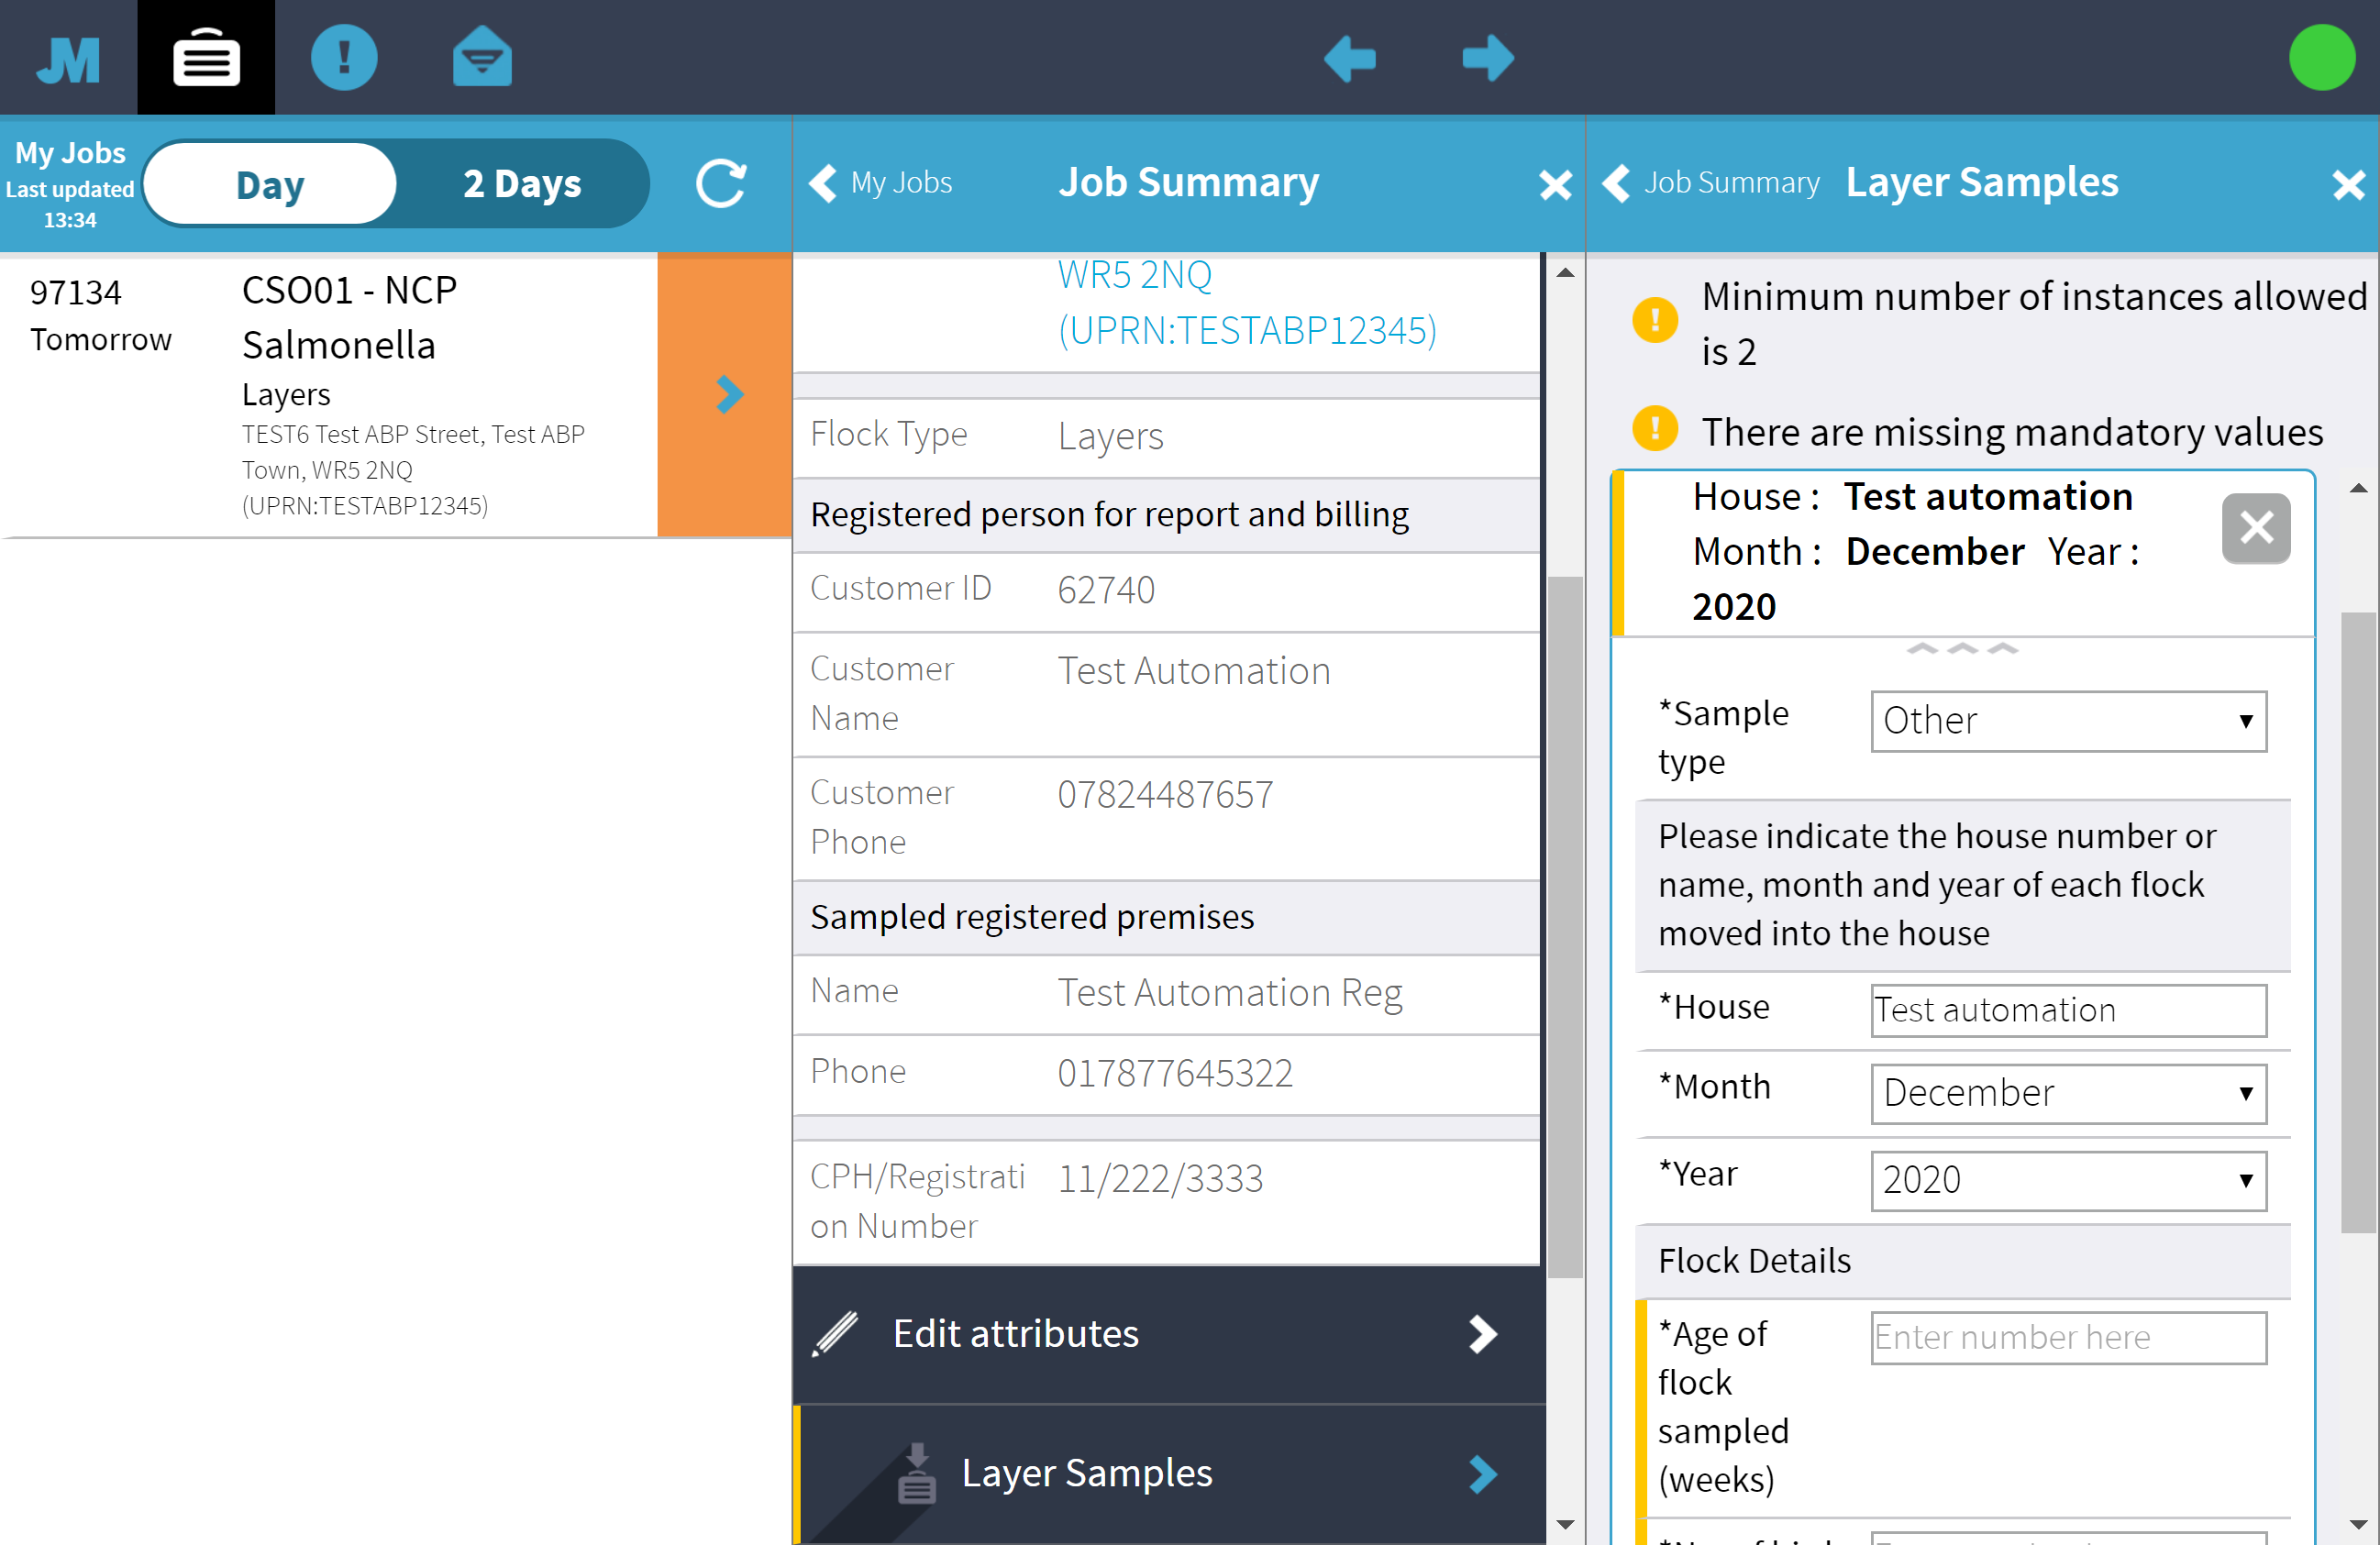 JM
My Jobs
Last updated
13:34
Day
2 Days
97134
Tomorrow
CSO01 - NCP
Salmonella
Layers
TEST6 Test ABP Street, Test ABP
Town, WR5 2NQ
(UPRN:TESTABP12345)
My Jobs
Job Summary
WR5 2NQ
(UPRN:TESTABP12345)
Flock Type
Layers
Registered person for report and billing
Customer ID
62740
Customer
Name
Test Automation
Customer
Phone
07824487657
Sampled registered premises
Name
Test Automation Reg
Phone
017877645322
CPH/Registrati
on Number
11/222/3333
Edit attributes
Layer Samples
Job Summary
Layer Samples
Minimum number of instances allowed
is 2
There are missing mandatory values
House : Test automation
Month : December Year :
2020
*Sample
type
Other
Please indicate the house number or
name, month and year of each flock
moved into the house
*House
Test automation
*Month
December
*Year
2020
Flock Details
*Age of
flock
sampled
(weeks)
Enter number here